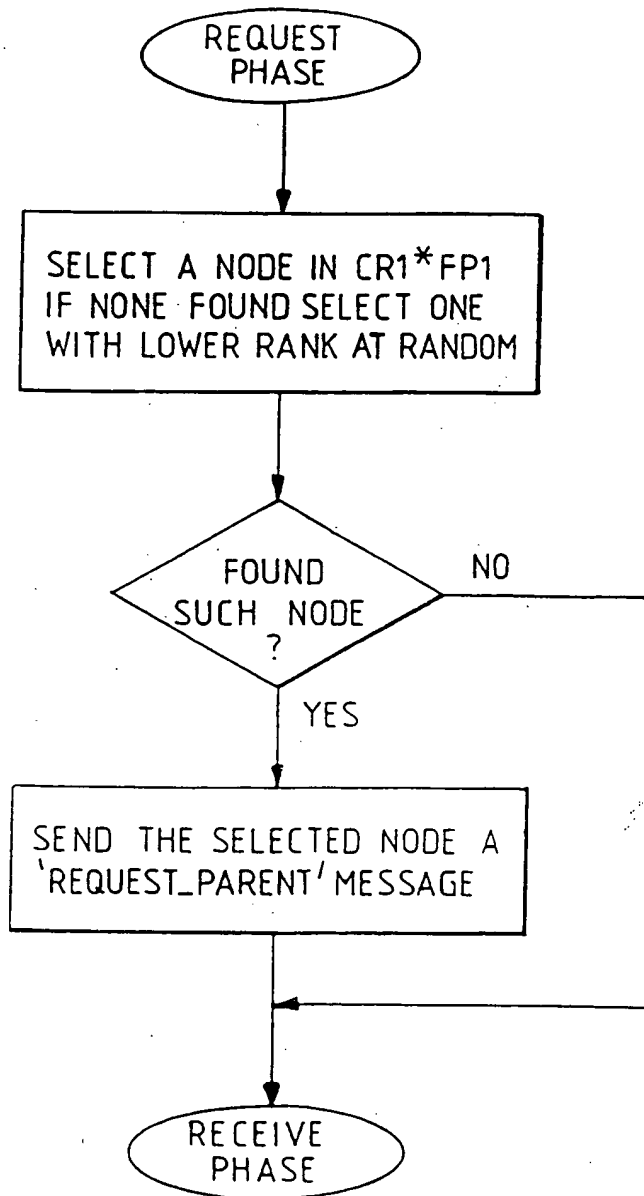 REQUEST
PHASE
SELECT A NODE IN CR1*FP1
IF NONE FOUND SELECT ONE
WITH LOWER RANK AT RANDOM
FOUND
SUCH NODE
?
NO
YES
SEND THE SELECTED NODE A
'REQUEST_PARENT' MESSAGE
RECEIVE
PHASE